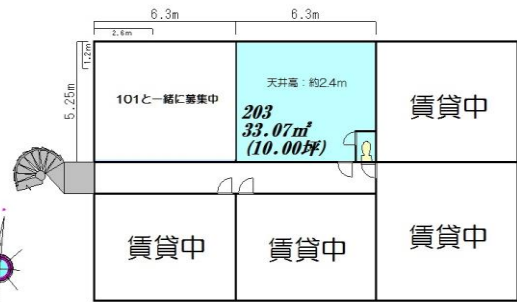 6.3m
6.3m
2.6m
1.2m
5.25m
101と一緒に募集中
天井高：約2.4m
203
33.07㎡
(10.00坪)
賃貸中
賃貸中
賃貸中
賃貸中